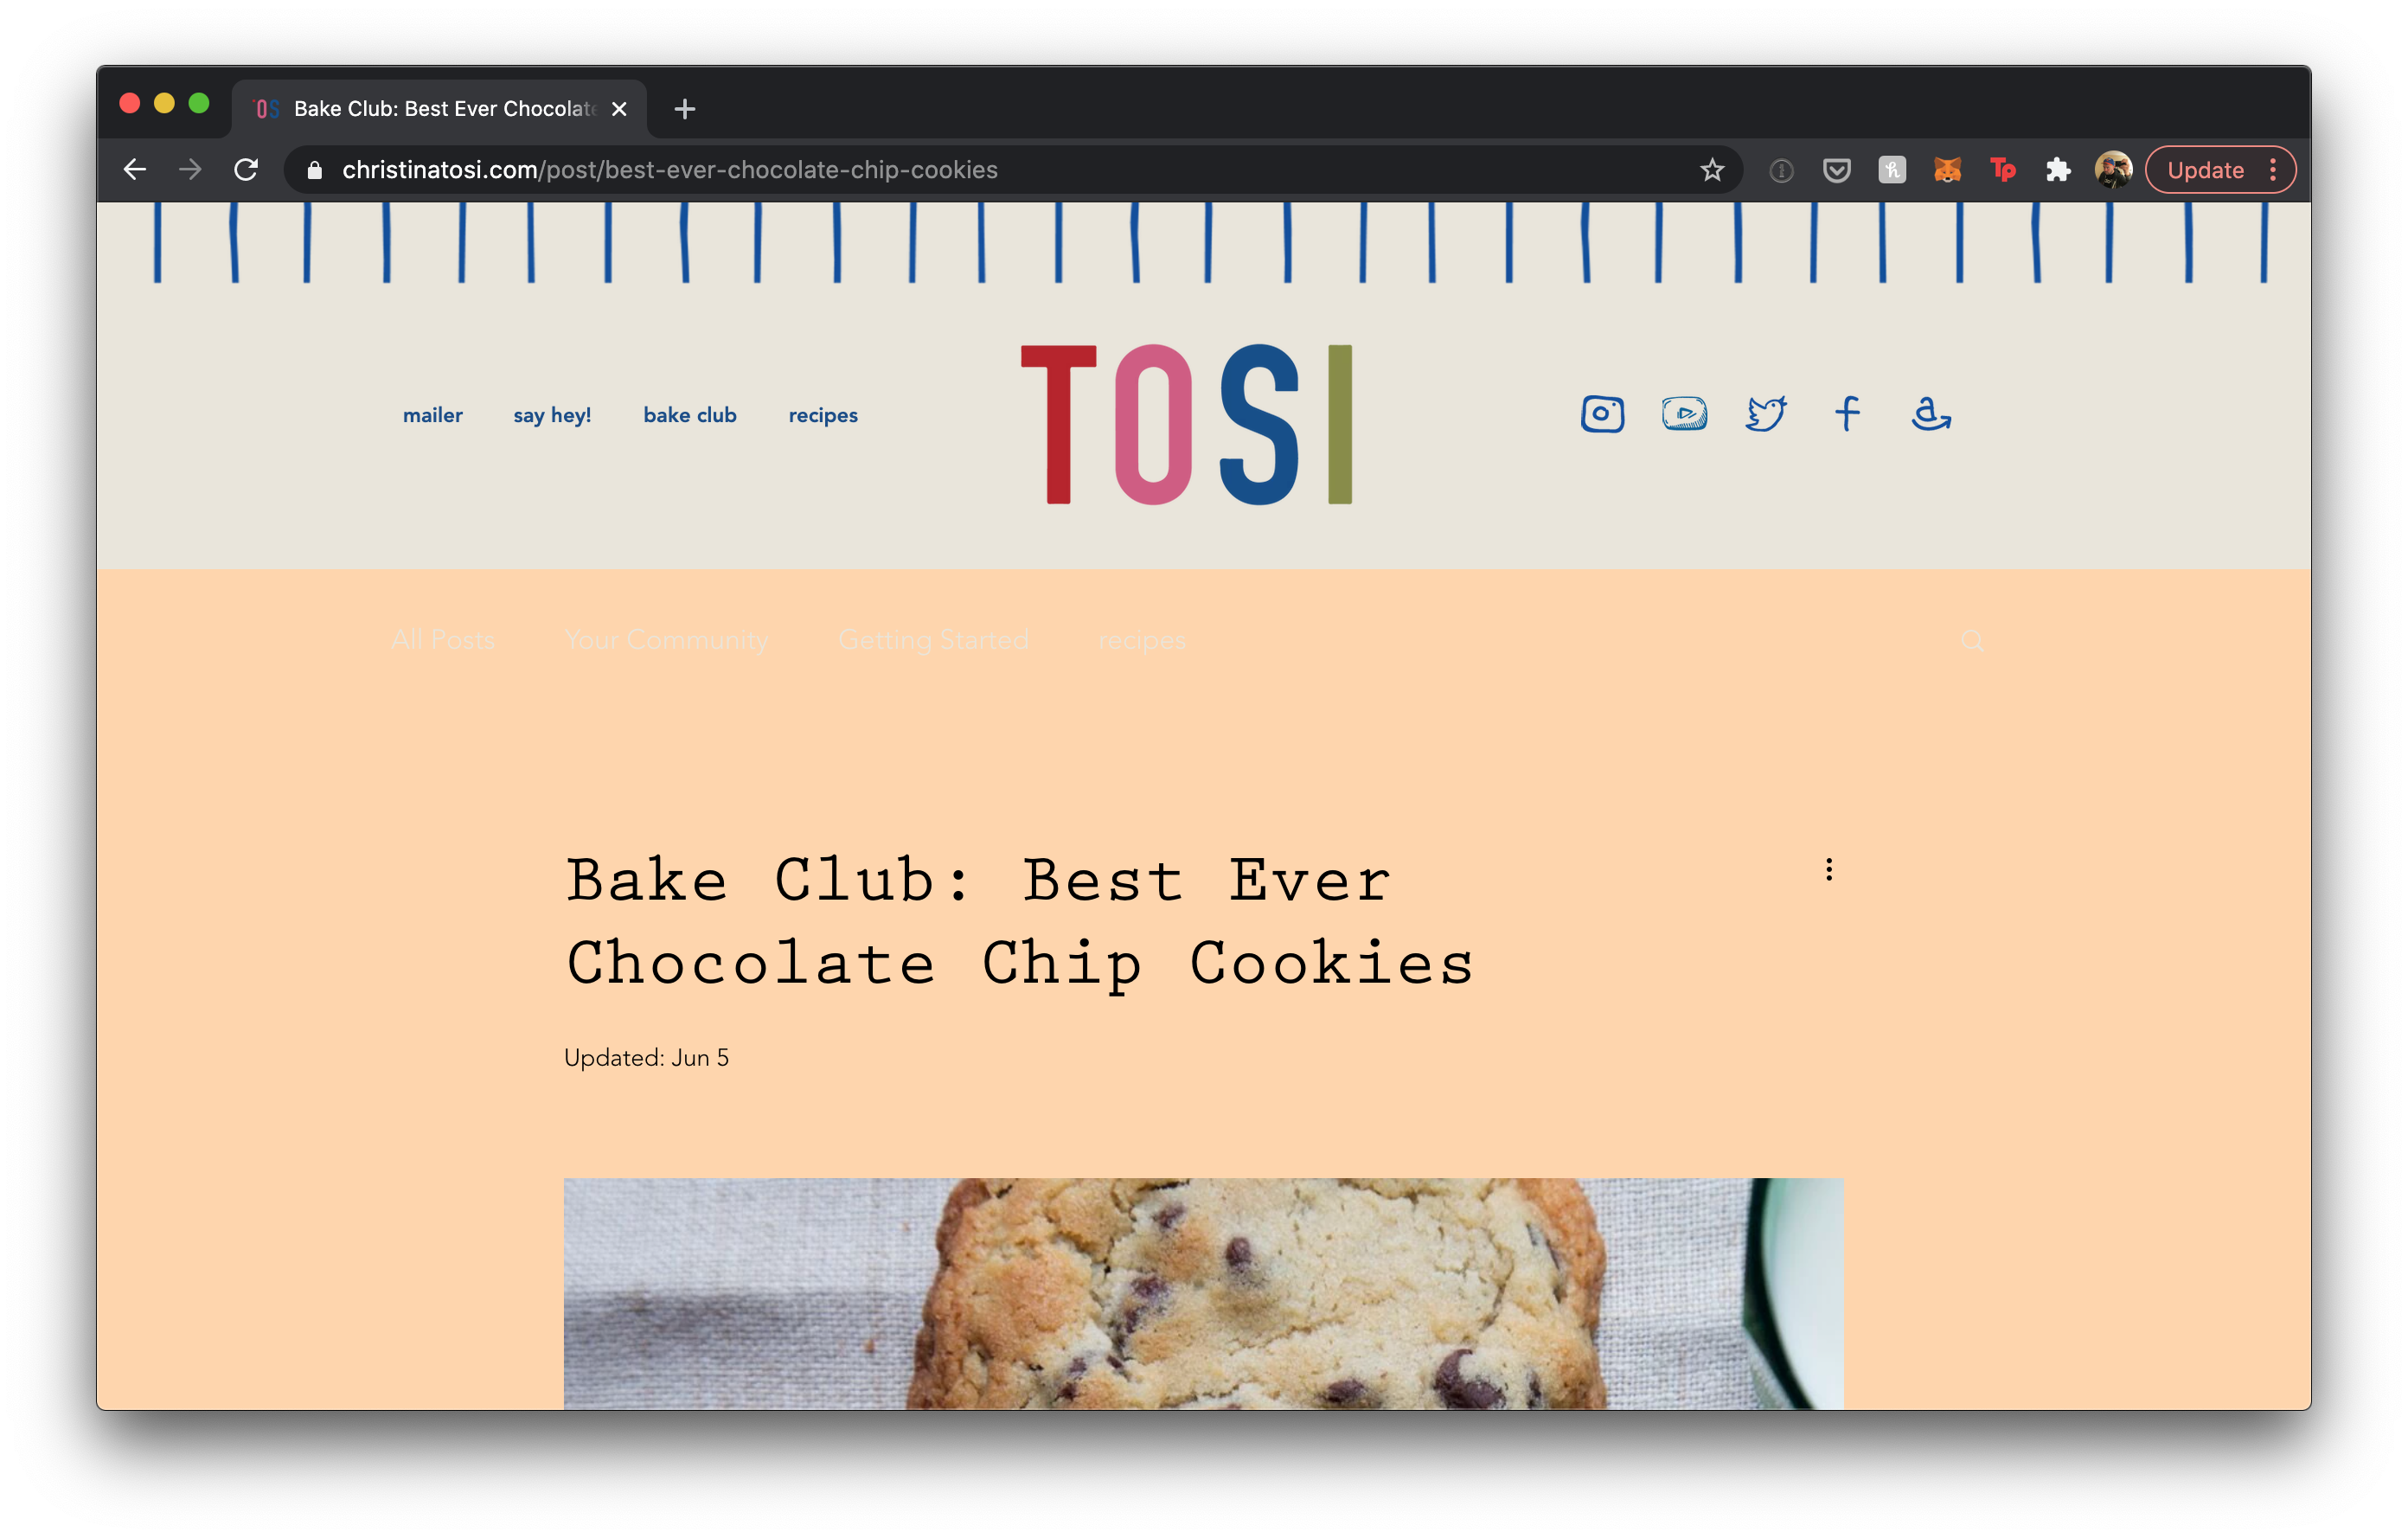 Bake Club: Best Ever Chocolate
christinatosi.com/post/best-ever-chocolate-chip-cookies
Update
mailer say hey! bake club recipes
TOSI
All Posts Your Community Getting Started recipes
Bake Club: Best Ever
Chocolate Chip Cookies
Updated: Jun 5